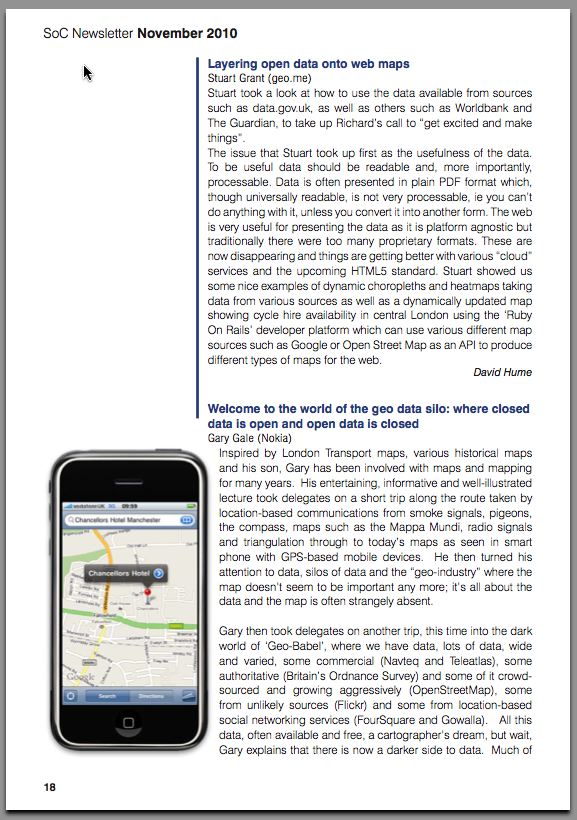 SoC Newsletter November 2010
Layering open data onto web maps
Stuart Grant (geo.me)
Stuart took a look at how to use the data available from sources
such as data.gov.uk, as well as others such as Worldbank and
The Guardian, to take up Richard's call to "get excited and make
things".
The issue that Stuart took up first as the usefulness of the data.
To be useful data should be readable and, more importantly,
processable. Data is often presented in plain PDF format which,
though universally readable, is not very processable, ie you can't
do anything with it, unless you convert it into another form. The web
is very useful for presenting the data as it is platform agnostic but
traditionally there were too many proprietary formats. These are
now disappearing and things are getting better with various "cloud"
services and the upcoming HTML5 standard. Stuart showed us
some nice examples of dynamic choropleths and heatmaps taking
data from various sources as well as a dynamically updated map
showing cycle hire availability in central London using the 'Ruby
On Rails' developer platform which can use various different map
sources such as Google or Open Street Map as an API to produce
different types of maps for the web.
David Hume
Welcome to the world of the geo data silo: where closed
data is open and open data is closed
Gary Gale (Nokia)
Inspired by London Transport maps, various historical maps
and his son, Gary has been involved with maps and mapping
for many years. His entertaining, informative and well-illustrated
lecture took delegates on a short trip along the route taken by
location-based communications from smoke signals, pigeons,
the compass, maps such as the Mappa Mundi, radio signals
and triangulation through to today's maps as seen in smart
phone with GPS-based mobile devices. He then turned his
attention to data, silos of data and the "geo-industry" where the
map doesn't seem to be important any more; it's all about the
data and the map is often strangely absent.
Gary then took delegates on another trip, this time into the dark
world of 'Geo-Babel', where we have data, lots of data, wide
and varied, some commercial (Navteq and Teleatlas), some
authoritative (Britain's Ordnance Survey) and some of it crowd-
sourced and growing aggressively (OpenStreetMap), some
from unlikely sources (Flickr) and some from location-based
social networking services (FourSquare and Gowalla). All this
data, often available and free, a cartographer's dream, but wait,
Gary explains that there is now a darker side to data. Much of
vodafone UK 3G 09:59
Chancellors Hotel Manchester
Chancellors Hotel
Google
Search Directions
18